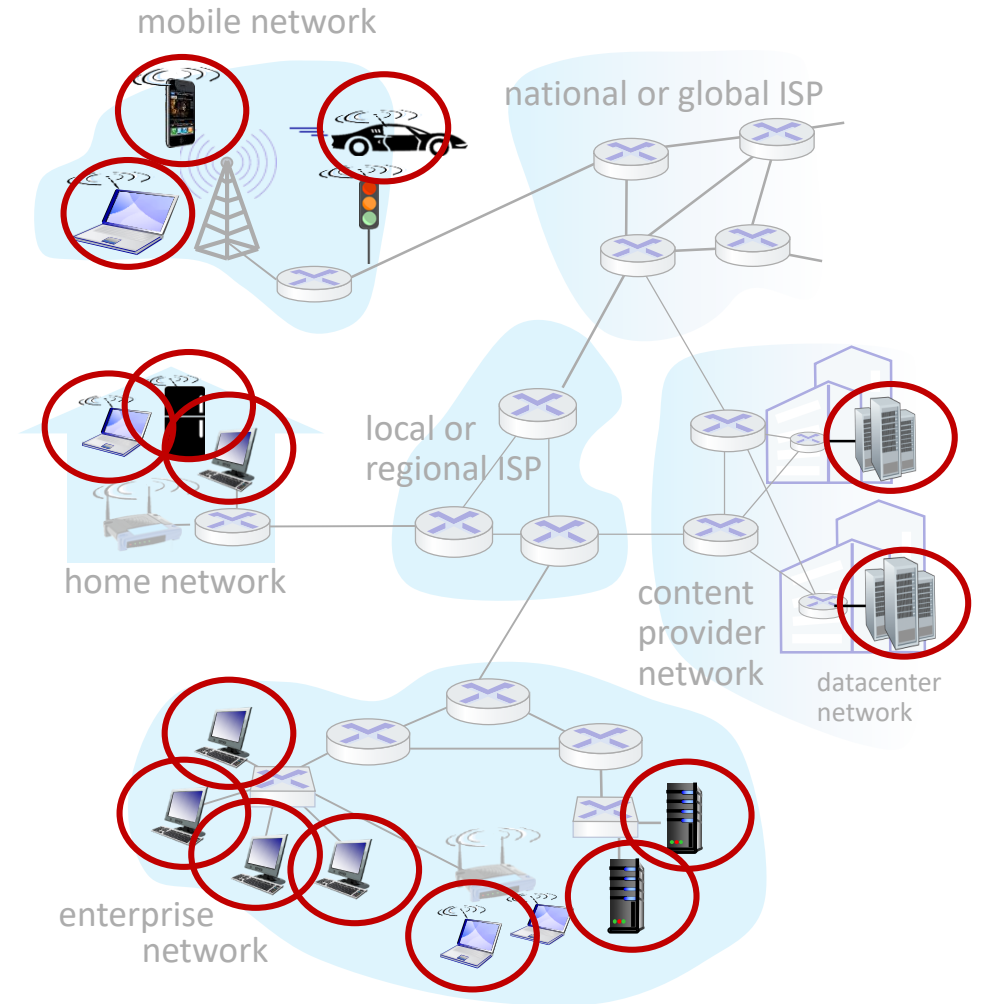 mobile network
national or global ISP
local or
regional ISP
home network
content
provider
network
datacenter
network
enterprise
network